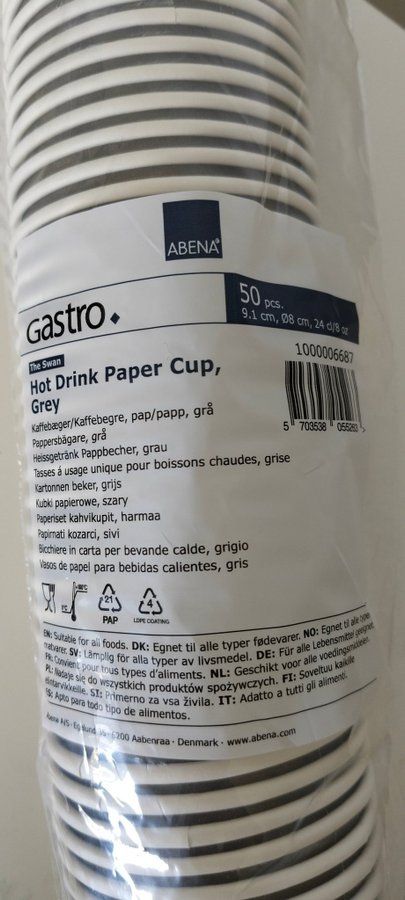 ABENA®
Gastro
50 pcs.
9.1 cm, Ø8 cm, 24 cl/8 oz
1000006687
The Swan
Hot Drink Paper Cup,
Grey
5 703538 055263
Kaffebæger/Kaffebegre, pap/papp, grå
Pappersbägare, grå
Heissgetränk Pappbecher, grau
Tasses á usage unique pour boissons chaudes, grise
Kartonnen beker, grijs
Kubki papierowe, szary
Paperiset kahvikupit, harmaa
Papirnati kozarci, sivi
Bicchiere in carta per bevande calde, grigio
Vasos de papel para bebidas calientes, gris
21
PAP
4
LDPE COATING
EN: Suitable for all foods. DK: Egnet til alle typer fødevarer. NO: Egnet til alle typer
matvarer. SV: Lämplig för alla typer av livsmedel. DE: Für alle Lebensmittel geeignet.
FR: Convient pour tous types d'aliments. NL: Geschikt voor alle voedingsmiddelen.
PL: Nadaje się do wszystkich produktów spożywczych. FI: Soveltuu kaikille
elintarvikkeille. SI: Primerno za vsa živila. IT: Adatto a tutti gli alimenti.
ES: Apto para todo tipo de alimentos.
Abena A/S · Egelund 35 · 6200 Aabenraa · Denmark · www.abena.com